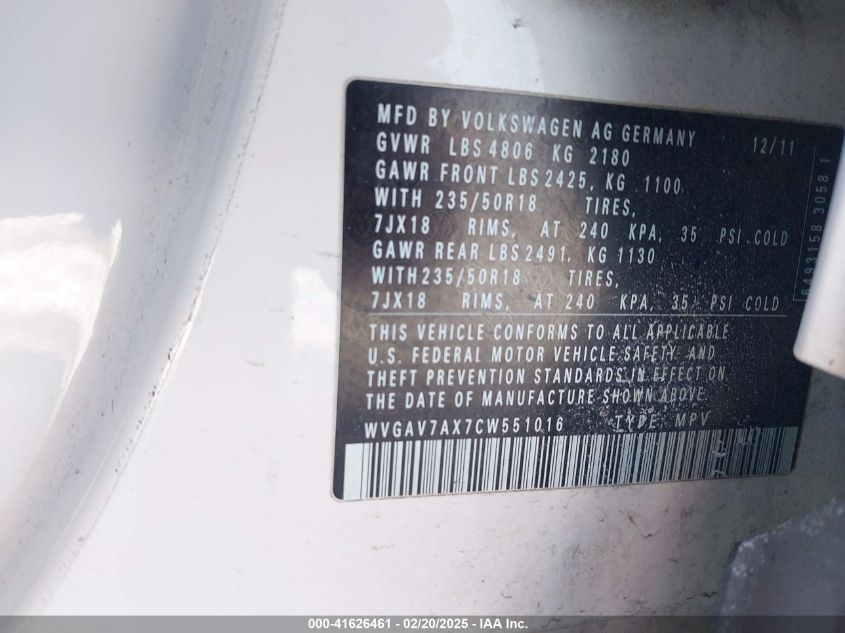 MFD BY VOLKSWAGEN AG GERMANY 12/11
GVWR LBS 4806 KG 2180
GAWR FRONT LBS 2425, KG 1100
WITH 235/50R18 TIRES,
7JX18 RIMS, AT 240 KPA, 35 PSI COLD
GAWR REAR LBS 2491, KG 1130
WITH235/50R18 TIRES,
7JX18 RIMS, AT 240 KPA, 35 PSI COLD
THIS VEHICLE CONFORMS TO ALL APPLICABLE
U.S. FEDERAL MOTOR VEHICLE SAFETY AND
THEFT PREVENTION STANDARDS IN EFFECT ON
THE DATE OF MANUFACTURE SHOWN ABOVE.
WVGAV7AX7CW551016 TYPE: MPV
6493158 3058 1
000-41626461 - 02/20/2025 - IAA Inc.